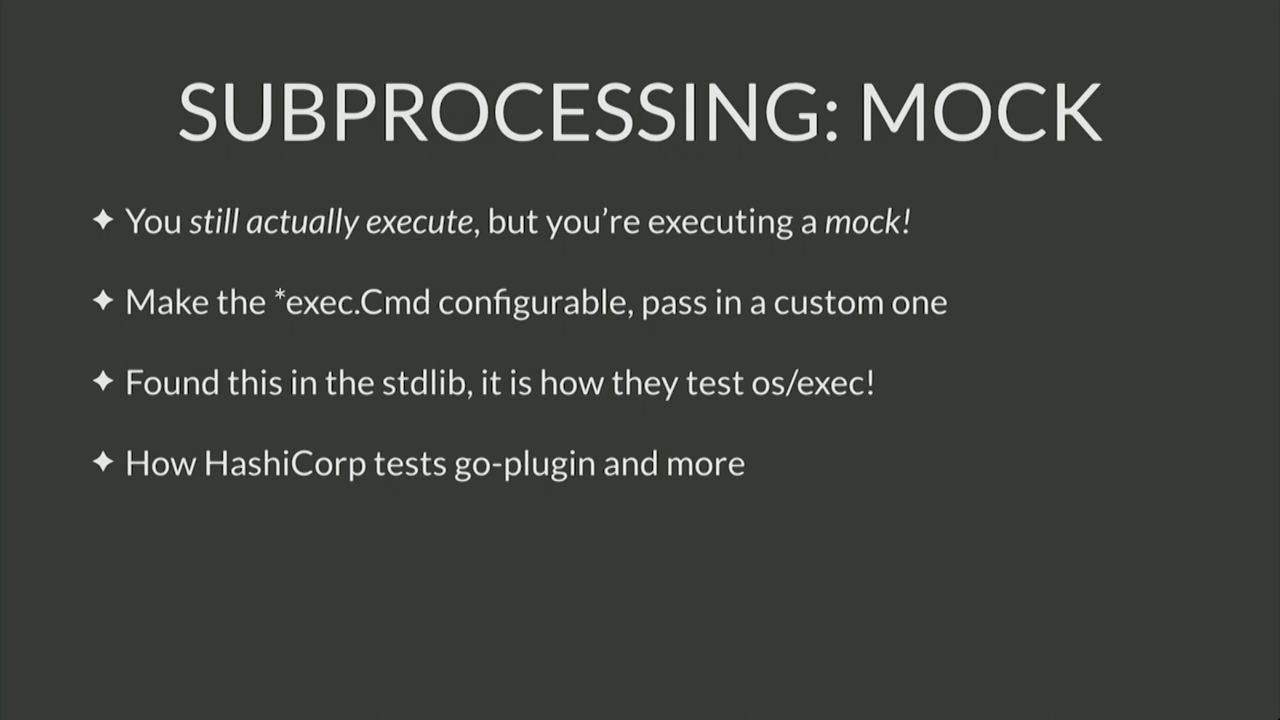 SUBPROCESSING: MOCK
✦ You still actually execute, but you’re executing a mock!
✦ Make the *exec.Cmd configurable, pass in a custom one
✦ Found this in the stdlib, it is how they test os/exec!
✦ How HashiCorp tests go-plugin and more